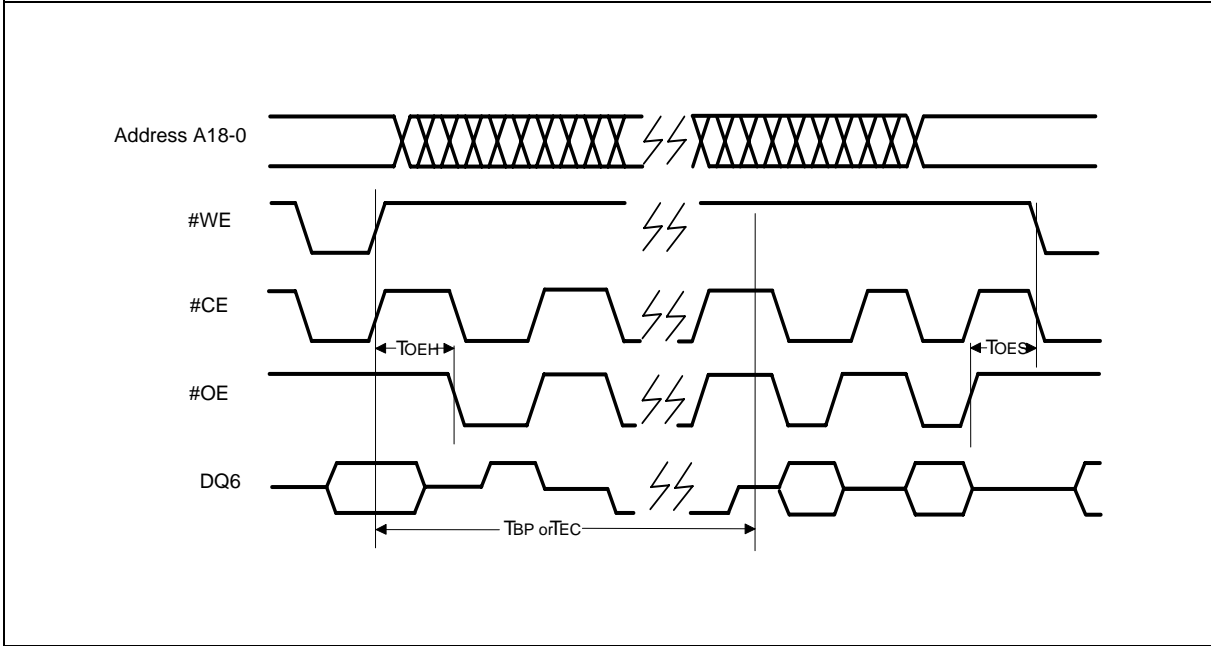 Address A18-0
#WE
#CE
TOEH
TOES
#OE
DQ6
TBP orTEC